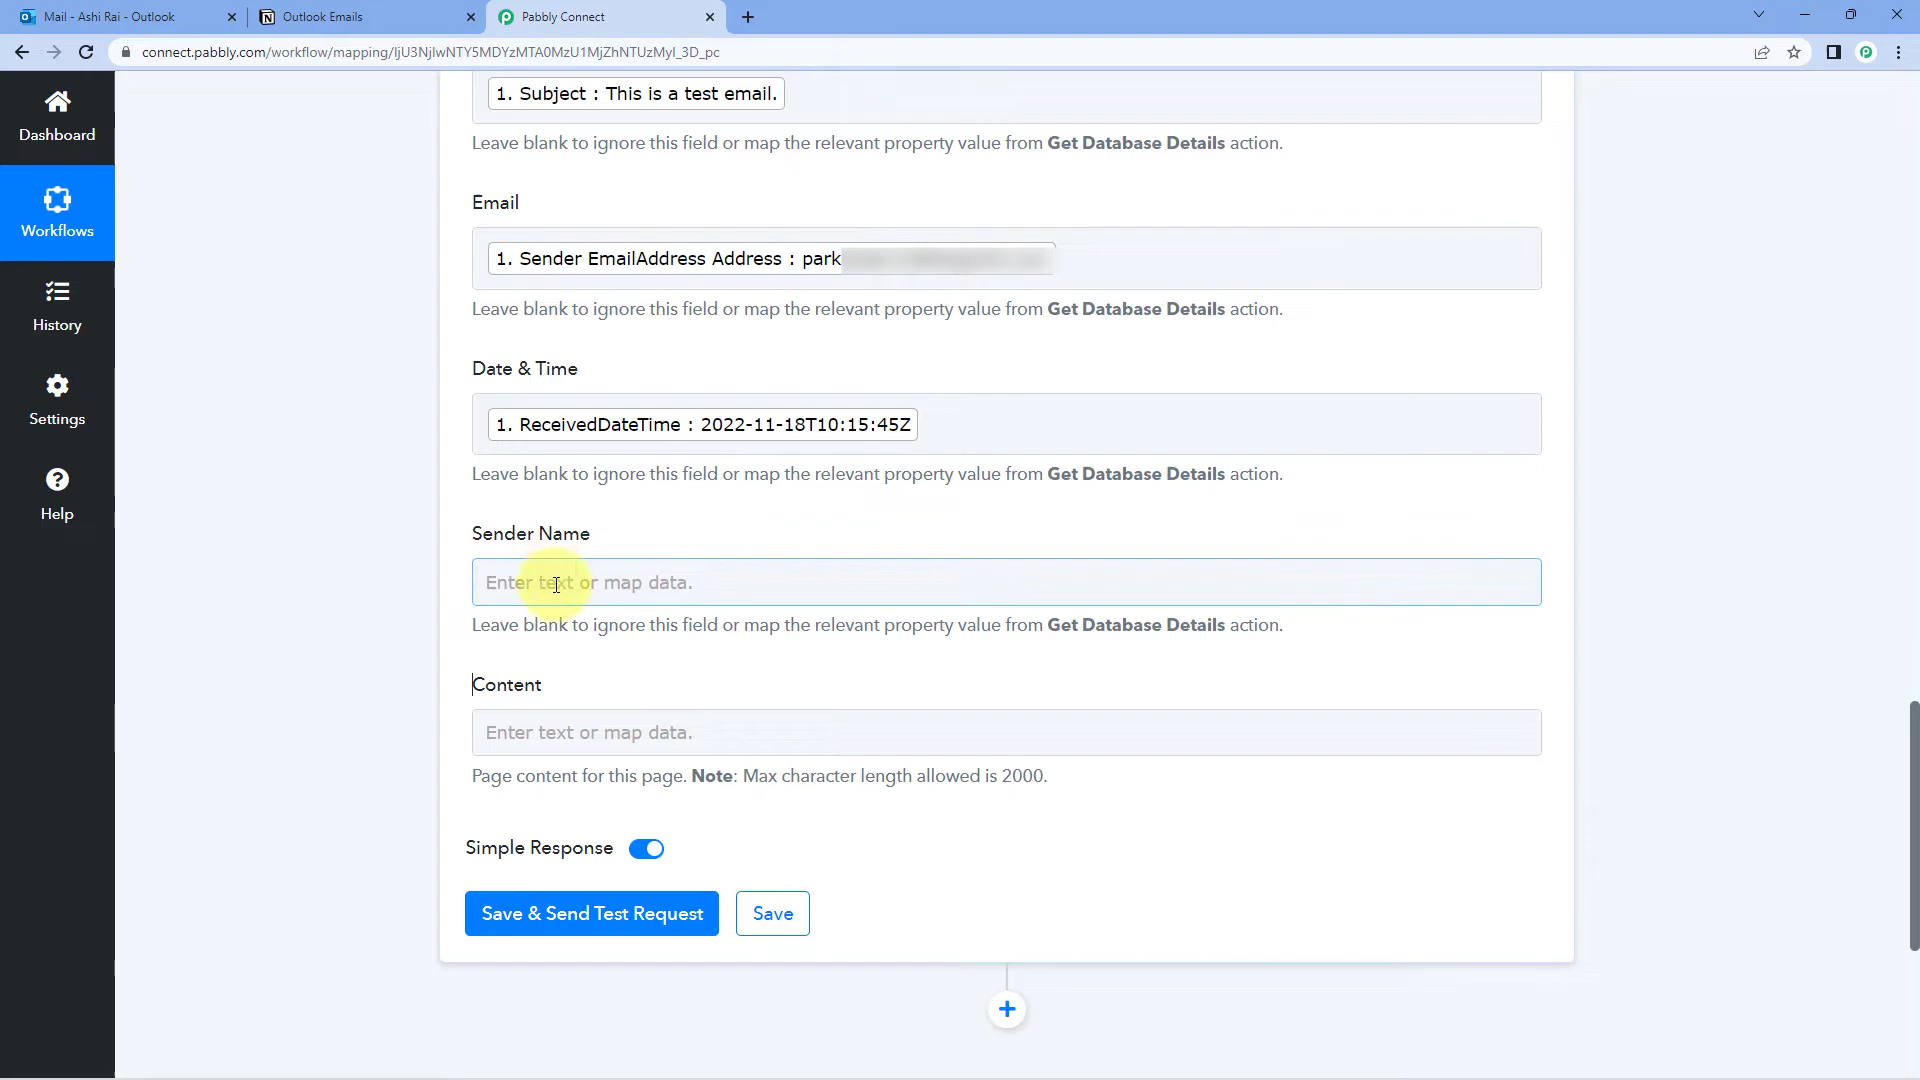 Mail - Ashi Rai - Outlook
Outlook Emails
Pabbly Connect
connect.pabbly.com/workflow/mapping/IjU3NjIwNTY5MDYzMTA0MzU1MjZhNTUzMyI_3D_pc
Dashboard
Workflows
History
Settings
Help
1. Subject : This is a test email.
Leave blank to ignore this field or map the relevant property value from Get Database Details action.
Email
1. Sender EmailAddress Address : park
Leave blank to ignore this field or map the relevant property value from Get Database Details action.
Date & Time
1. ReceivedDateTime : 2022-11-18T10:15:45Z
Leave blank to ignore this field or map the relevant property value from Get Database Details action.
Sender Name
Enter text or map data.
Leave blank to ignore this field or map the relevant property value from Get Database Details action.
Content
Enter text or map data.
Page content for this page. Note: Max character length allowed is 2000.
Simple Response
Save & Send Test Request
Save